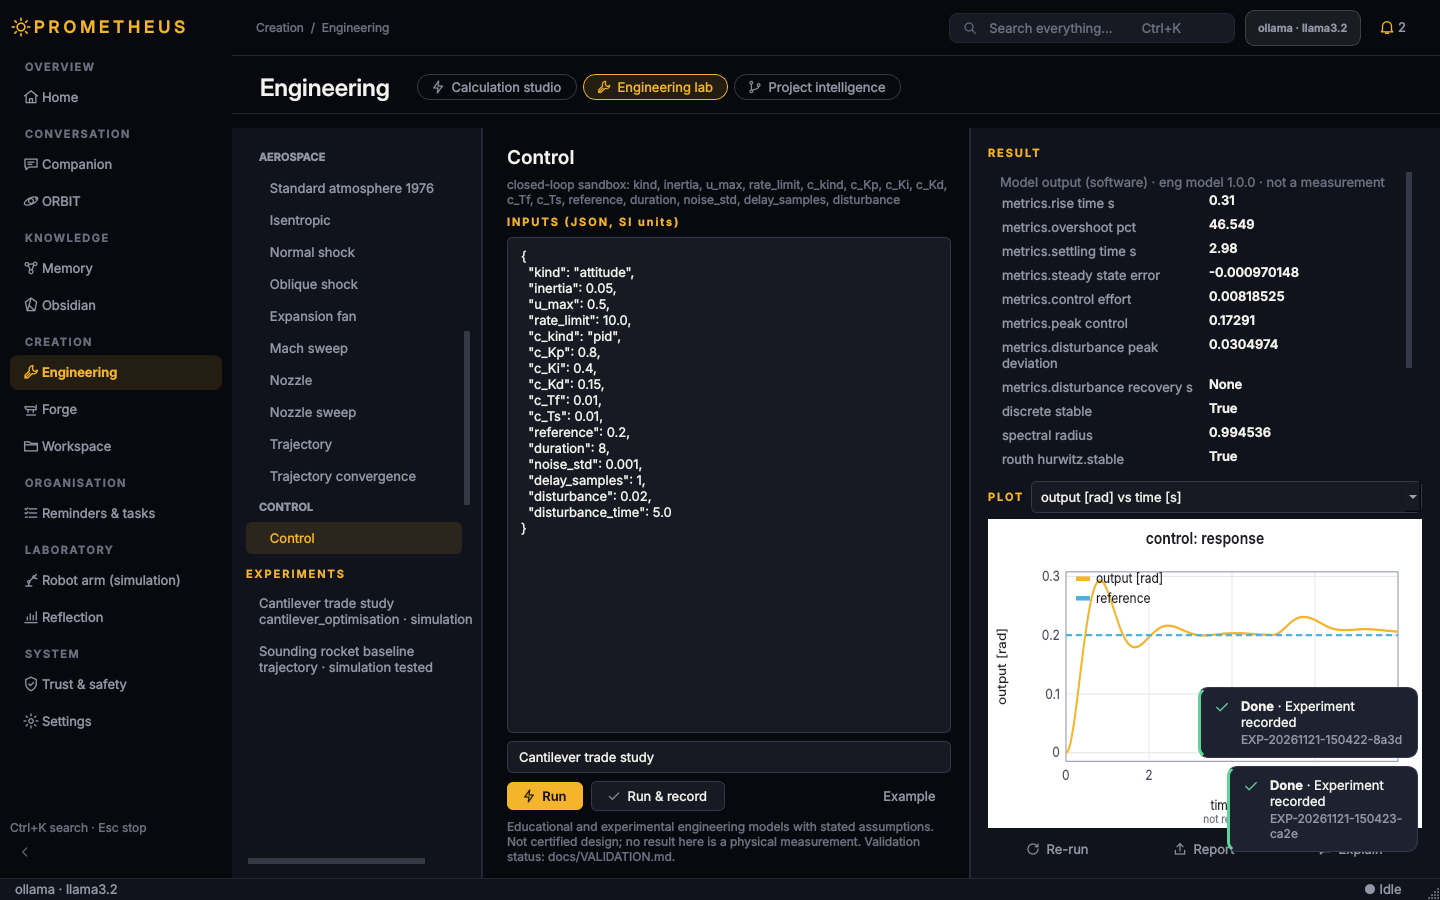 PROMETHEUS
Creation / Engineering
Search everything... Ctrl+K
ollama · llama3.2
2
OVERVIEW
Home
CONVERSATION
Companion
ORBIT
KNOWLEDGE
Memory
Obsidian
CREATION
Engineering
Forge
Workspace
ORGANISATION
Reminders & tasks
LABORATORY
Robot arm (simulation)
Reflection
SYSTEM
Trust & safety
Settings
Ctrl+K search · Esc stop
Engineering
Calculation studio
Engineering lab
Project intelligence
AEROSPACE
Standard atmosphere 1976
Isentropic
Normal shock
Oblique shock
Expansion fan
Mach sweep
Nozzle
Nozzle sweep
Trajectory
Trajectory convergence
CONTROL
Control
EXPERIMENTS
Cantilever trade study
cantilever_optimisation · simulation
Sounding rocket baseline
trajectory · simulation tested
Control
closed-loop sandbox: kind, inertia, u_max, rate_limit, c_kind, c_Kp, c_Ki, c_Kd,
c_Tf, c_Ts, reference, duration, noise_std, delay_samples, disturbance
INPUTS (JSON, SI units)
{
"kind": "attitude",
"inertia": 0.05,
"u_max": 0.5,
"rate_limit": 10.0,
"c_kind": "pid",
"c_Kp": 0.8,
"c_Ki": 0.4,
"c_Kd": 0.15,
"c_Tf": 0.01,
"c_Ts": 0.01,
"reference": 0.2,
"duration": 8,
"noise_std": 0.001,
"delay_samples": 1,
"disturbance": 0.02,
"disturbance_time": 5.0
}
Cantilever trade study
Run
Run & record
Example
Educational and experimental engineering models with stated assumptions.
Not certified design; no result here is a physical measurement. Validation
status: docs/VALIDATION.md.
RESULT
Model output (software) · eng model 1.0.0 · not a measurement
metrics.rise time s 0.31
metrics.overshoot pct 46.549
metrics.settling time s 2.98
metrics.steady state error -0.000970148
metrics.control effort 0.00818525
metrics.peak control 0.17291
metrics.disturbance peak 0.0304974
deviation
metrics.disturbance recovery s None
discrete stable True
spectral radius 0.994536
routh hurwitz.stable True
PLOT output [rad] vs time [s]
control: response
output [rad]
reference
output [rad]
0.3
0.2
0.1
0
0
2
tim
not re
Done · Experiment
recorded
EXP-20261121-150422-8a3d
Done · Experiment
recorded
EXP-20261121-150423-
ca2e
Re-run
Report
Explain
ollama · llama3.2
Idle